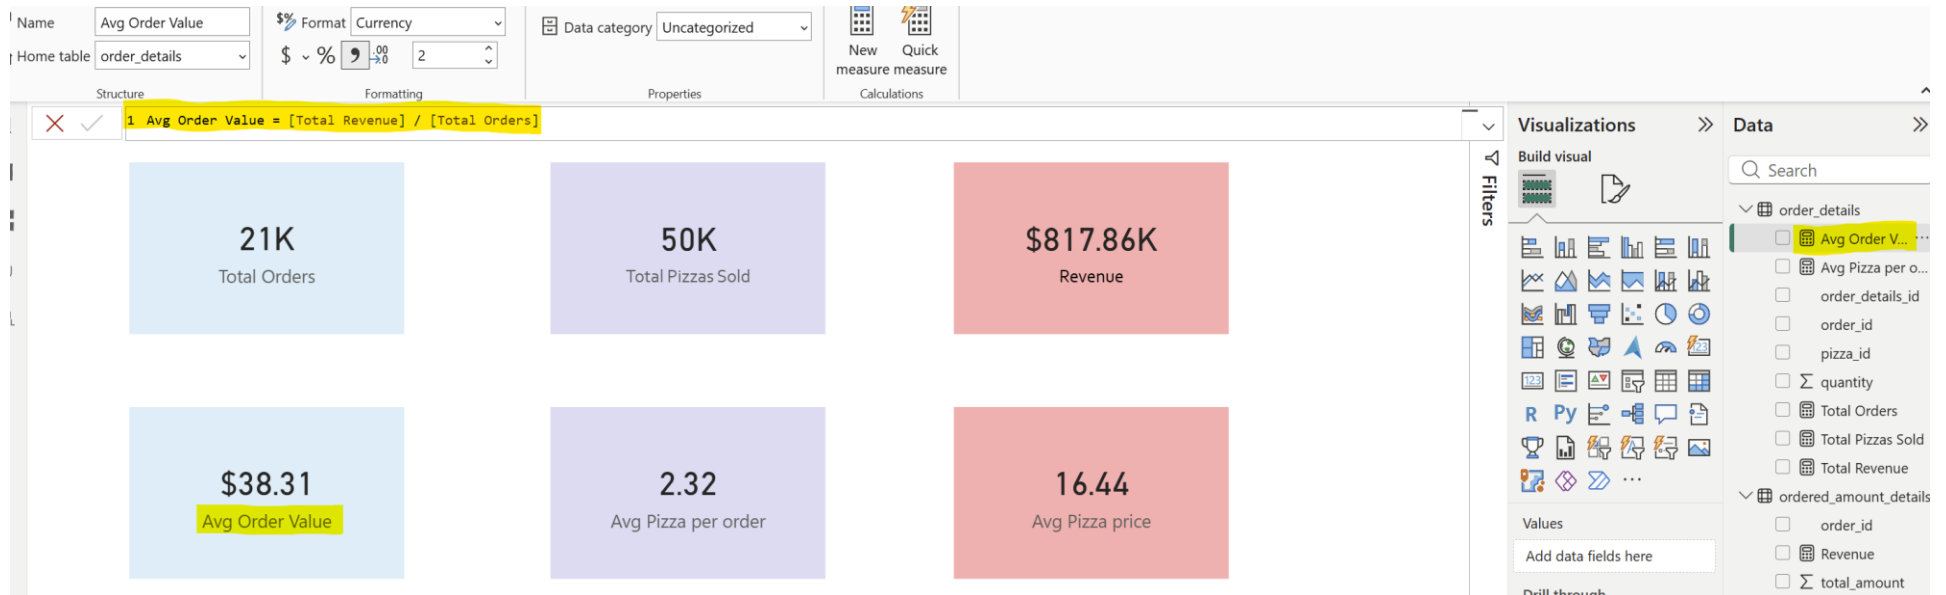 Name Avg Order Value
Home table order_details
Structure
Format Currency
$ % 2
Formatting
Data category Uncategorized
Properties
New measure
Quick measure
Calculations
1 Avg Order Value = [Total Revenue] / [Total Orders]
21K
Total Orders
50K
Total Pizzas Sold
$817.86K
Revenue
$38.31
Avg Order Value
2.32
Avg Pizza per order
16.44
Avg Pizza price
Filters
Visualizations
Build visual
123
123
R Py
...
Values
Add data fields here
Drill through
Data
Search
order_details
Avg Order V...
Avg Pizza per o...
order_details_id
order_id
pizza_id
quantity
Total Orders
Total Pizzas Sold
Total Revenue
ordered_amount_details
order_id
Revenue
total_amount